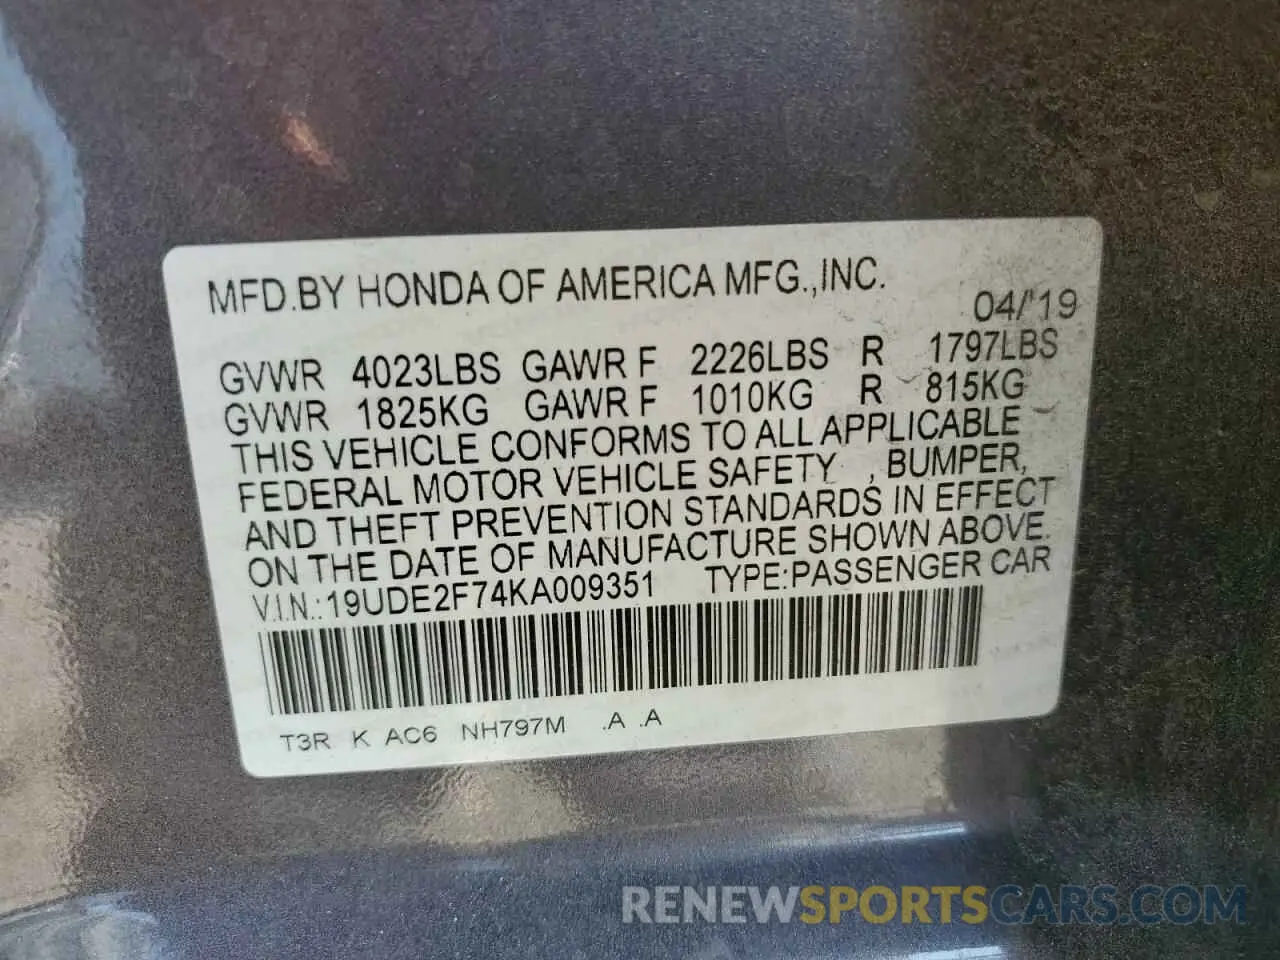 MFD.BY HONDA OF AMERICA MFG.,INC.
04/'19
GVWR 4023LBS GAWR F 2226LBS R 1797LBS
GVWR 1825KG GAWR F 1010KG R 815KG
THIS VEHICLE CONFORMS TO ALL APPLICABLE
FEDERAL MOTOR VEHICLE SAFETY , BUMPER,
AND THEFT PREVENTION STANDARDS IN EFFECT
ON THE DATE OF MANUFACTURE SHOWN ABOVE.
V.I.N.:19UDE2F74KA009351 TYPE:PASSENGER CAR
T3R K AC6 NH797M .A .A
RENEWSPORTSCARS.COM